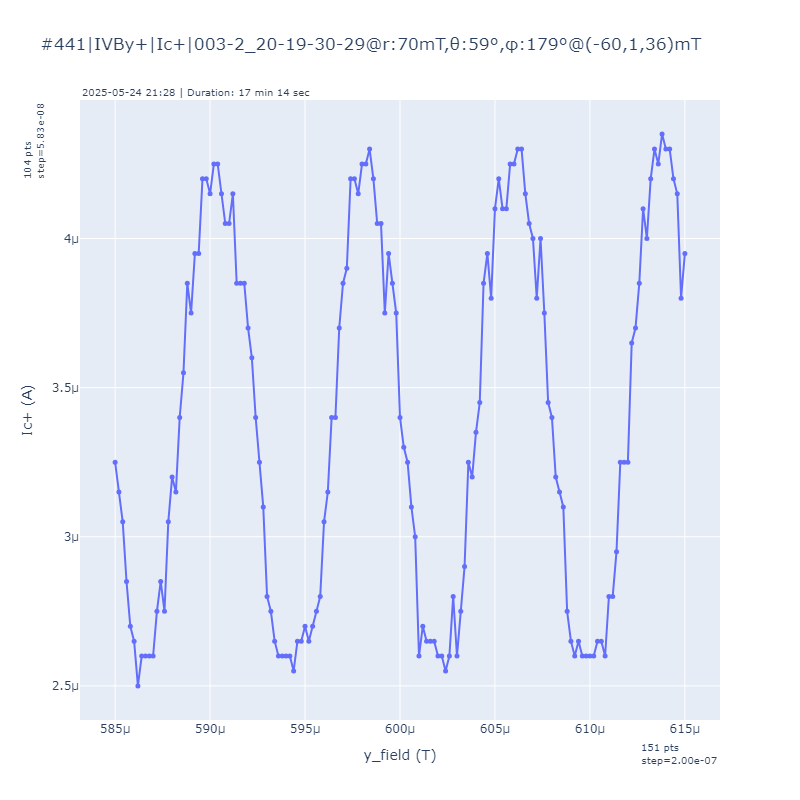 #441|IVBy+|Ic+|003-2_20-19-30-29@r:70mT,θ:59º,φ:179º@(-60,1,36)mT
2025-05-24 21:28 | Duration: 17 min 14 sec
104 pts
step=5.83e-08
4μ
3.5μ
3μ
2.5μ
Ic+ (A)
585μ
590μ
595μ
600μ
605μ
610μ
615μ
y_field (T)
151 pts
step=2.00e-07